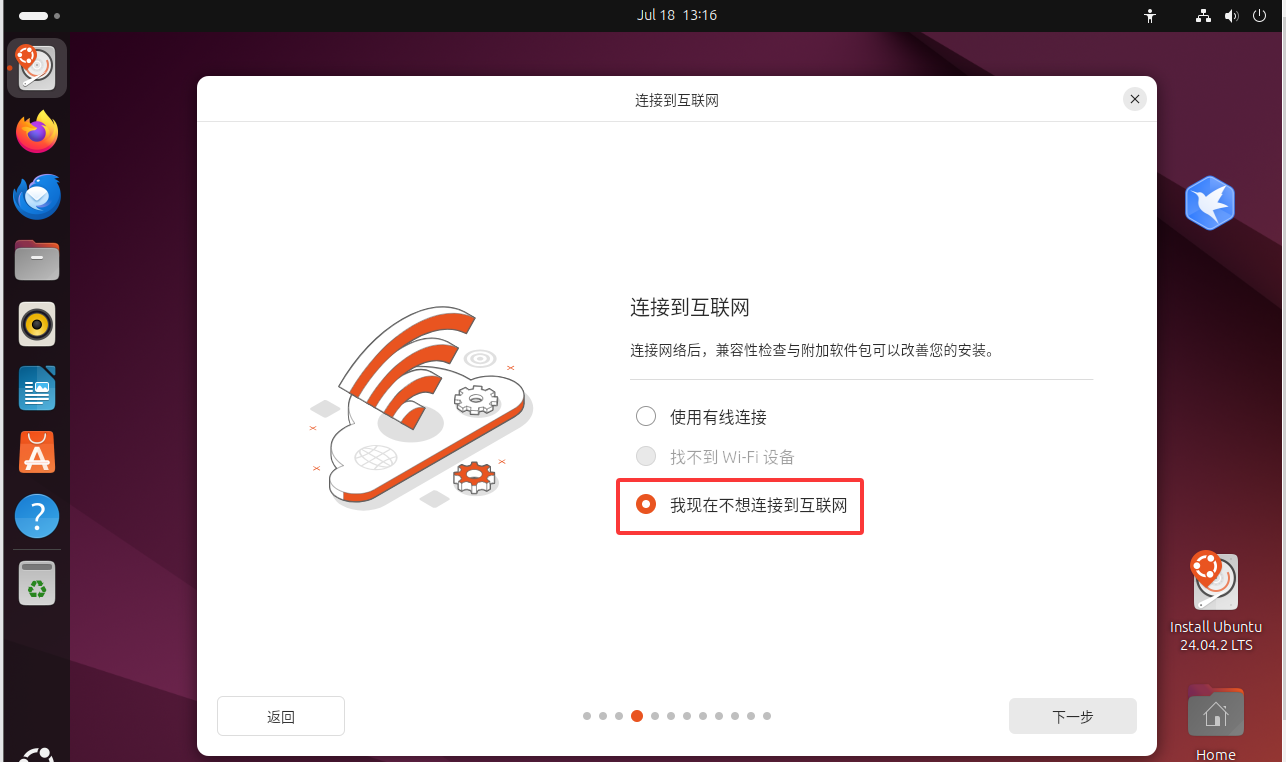 Jul 18 13:16
连接到互联网
连接到互联网
连接网络后，兼容性检查与附加软件包可以改善您的安装。
使用有线连接
找不到 Wi-Fi 设备
我现在不想连接到互联网
返回
下一步
Install Ubuntu
24.04.2 LTS
Home